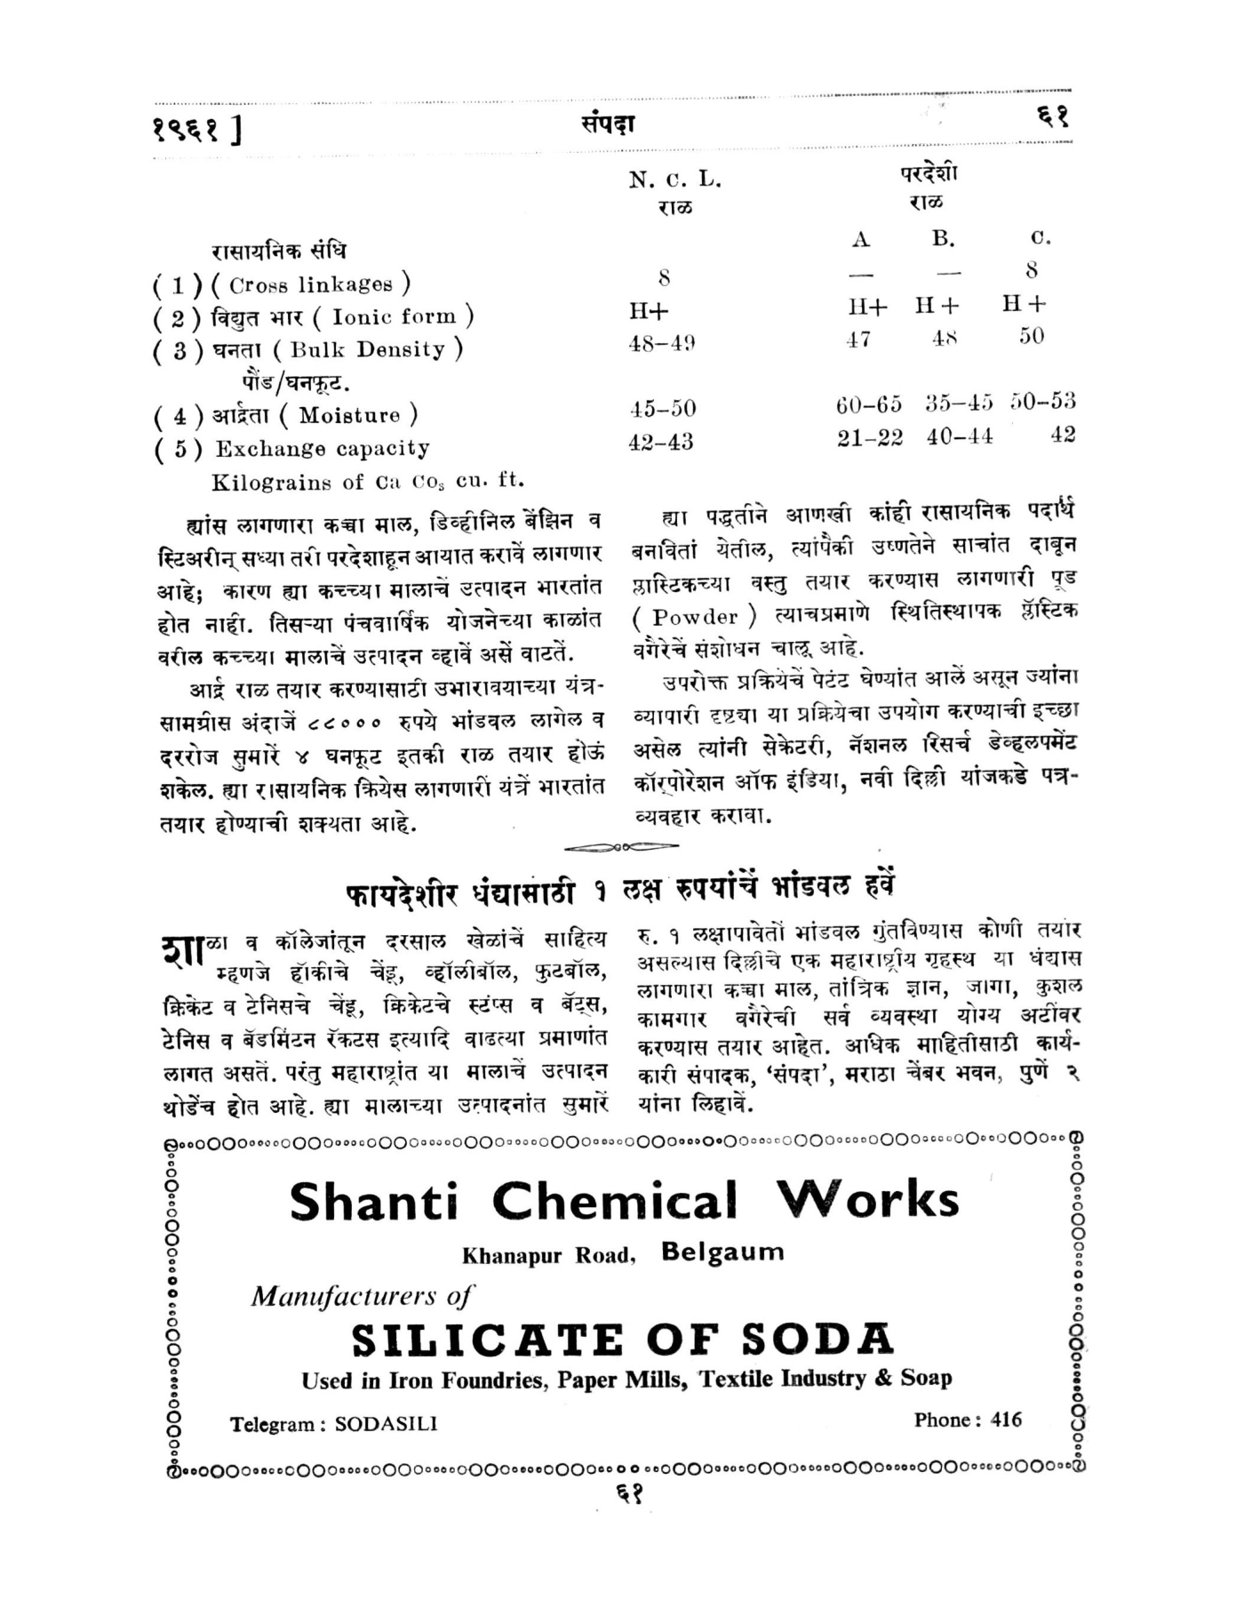 १९६१ ] संपदा ६१
N. C. L. परदेशी
राळ राळ
रासायनिक संधि A B. C.
( 1 ) ( Cross linkages ) 8 — — 8
( 2 ) विद्युत भार ( Ionic form ) H+ H+ H+ H+
( 3 ) घनता ( Bulk Density ) 48–49 47 48 50
पौंड/घनफूट.
( 4 ) आर्द्रता ( Moisture ) 45–50 60–65 35–45 50–53
( 5 ) Exchange capacity 42–43 21–22 40–44 42
Kilograins of Ca Co₃ cu. ft.
ह्यांस लागणारा कच्चा माल, डिव्हीनिल बेंझिन व
स्टिअरीन् सध्या तरी परदेशाहून आयात करावें लागणार
आहे; कारण ह्या कच्च्या मालाचें उत्पादन भारतांत
होत नाही. तिसऱ्या पंचवार्षिक योजनेच्या काळांत
वरील कच्च्या मालाचें उत्पादन व्हावें असें वाटतें.
आर्द्र राळ तयार करण्यासाठी उभारावयाच्या यंत्र-
सामग्रीस अंदाजें ८८००० रुपये भांडवल लागेल व
दररोज सुमारें ४ घनफूट इतकी राळ तयार होऊं
शकेल. ह्या रासायनिक क्रियेस लागणारीं यंत्रें भारतांत
तयार होण्याची शक्यता आहे.
ह्या पद्धतीने आणखी कांही रासायनिक पदार्थ
बनवितां येतील, त्यांपैकी उष्णतेने साचांत दाबून
प्लास्टिकच्या वस्तु तयार करण्यास लागणारी पूड
( Powder ) त्याचप्रमाणे स्थितिस्थापक प्लॅस्टिक
वगैरेचें संशोधन चालू आहे.
उपरोक्त प्रक्रियेचें पेटंट घेण्यांत आलें असून ज्यांना
व्यापारी दृष्ट्या या प्रक्रियेचा उपयोग करण्याची इच्छा
असेल त्यांनी सेक्रेटरी, नॅशनल रिसर्च डेव्हलपमेंट
कॉर्पोरेशन ऑफ इंडिया, नवी दिल्ली यांजकडे पत्र-
व्यवहार करावा.
फायदेशीर धंद्यासाठी १ लक्ष रुपयांचें भांडवल हवें
शाळा व कॉलेजांतून दरसाल खेळांचें साहित्य
म्हणजे हॉकीचे चेंडू, व्हॉलीबॉल, फुटबॉल,
क्रिकेट व टेनिसचे चेंडू, क्रिकेटचे स्टंप्स व बॅट्स,
टेनिस व बॅडमिंटन रॅकटस इत्यादि वाढत्या प्रमाणांत
लागत असतें. परंतु महाराष्ट्रांत या मालाचें उत्पादन
थोडेंच होत आहे. ह्या मालाच्या उत्पादनांत सुमारें
रु. १ लक्षापावेतों भांडवल गुंतविण्यास कोणी तयार
असल्यास दिल्लीचे एक महाराष्ट्रीय गृहस्थ या धंद्यास
लागणारा कच्चा माल, तांत्रिक ज्ञान, जागा, कुशल
कामगार वगैरेची सर्व व्यवस्था योग्य अटींवर
करण्यास तयार आहेत. अधिक माहितीसाठी कार्य-
कारी संपादक, 'संपदा', मराठा चेंबर भवन, पुणें २
यांना लिहावें.
Shanti Chemical Works
Khanapur Road, Belgaum
Manufacturers of
SILICATE OF SODA
Used in Iron Foundries, Paper Mills, Textile Industry & Soap
Telegram : SODASILI Phone : 416
६१